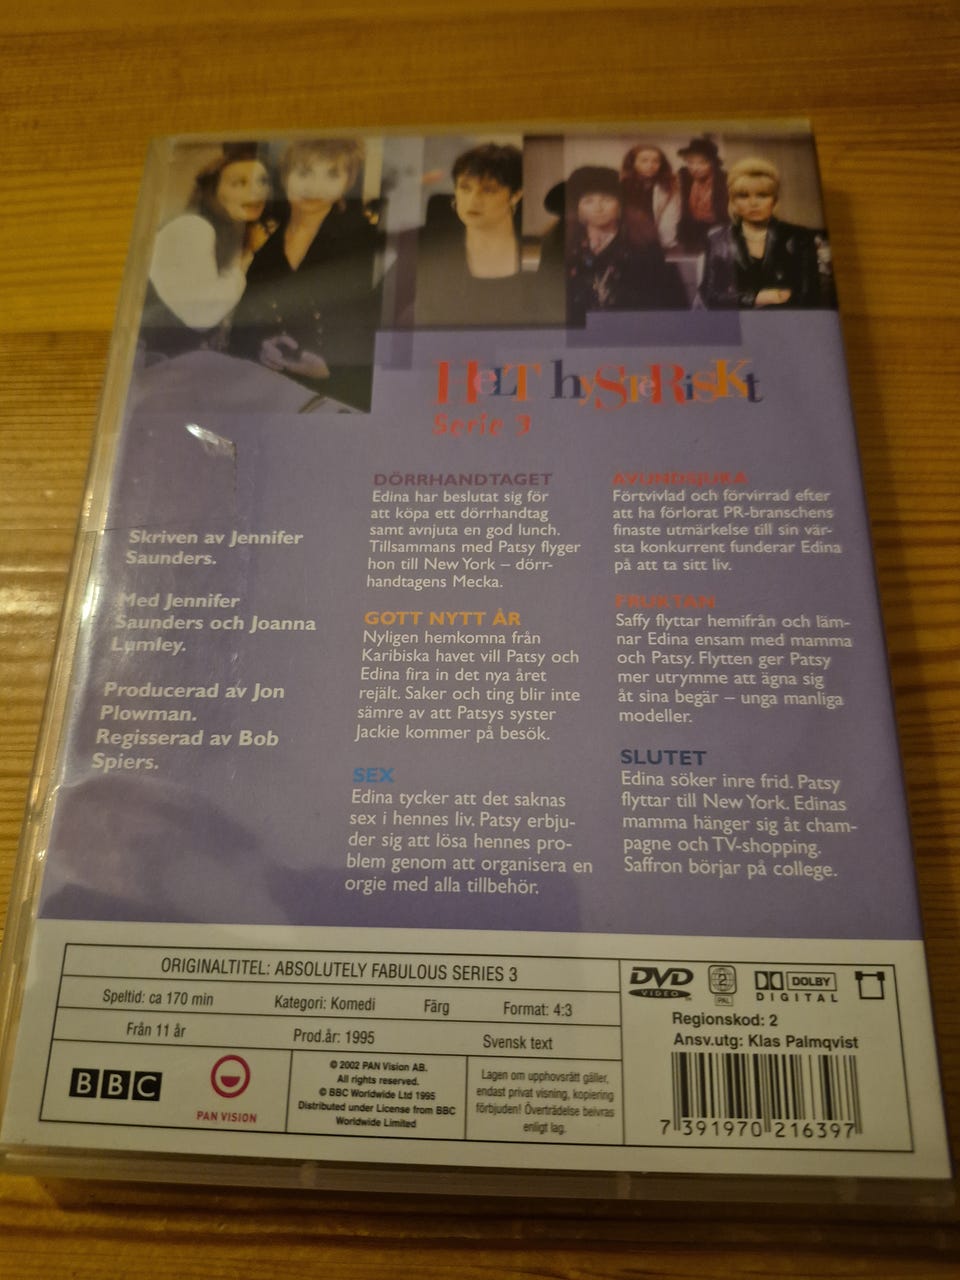 HELT hySTeRiSKt
Serie 3
Skriven av Jennifer
Saunders.
Med Jennifer
Saunders och Joanna
Lumley.
Producerad av Jon
Plowman.
Regisserad av Bob
Spiers.
DÖRRHANDTAGET
Edina har beslutat sig för
att köpa ett dörrhandtag
samt avnjuta en god lunch.
Tillsammans med Patsy flyger
hon till New York – dörr-
handtagens Mecka.
GOTT NYTT ÅR
Nyligen hemkomna från
Karibiska havet vill Patsy och
Edina fira in det nya året
rejält. Saker och ting blir inte
sämre av att Patsys syster
Jackie kommer på besök.
SEX
Edina tycker att det saknas
sex i hennes liv. Patsy erbju-
der sig att lösa hennes pro-
blem genom att organisera en
orgie med alla tillbehör.
AVUNDSJUKA
Förtvivlad och förvirrad efter
att ha förlorat PR-branschens
finaste utmärkelse till sin vär-
sta konkurrent funderar Edina
på att ta sitt liv.
FRUKTAN
Saffy flyttar hemifrån och läm-
nar Edina ensam med mamma
och Patsy. Flytten ger Patsy
mer utrymme att ägna sig
åt sina begär – unga manliga
modeller.
SLUTET
Edina söker inre frid. Patsy
flyttar till New York. Edinas
mamma hänger sig åt cham-
pagne och TV-shopping.
Saffron börjar på college.
ORIGINALTITEL: ABSOLUTELY FABULOUS SERIES 3
Speltid: ca 170 min Kategori: Komedi Färg Format: 4:3
Från 11 år Prod.år: 1995 Svensk text
BBC
PAN VISION
© 2002 PAN Vision AB.
All rights reserved.
© BBC Worldwide Ltd 1995
Distributed under License from BBC
Worldwide Limited
Lagen om upphovsrätt gäller,
endast privat visning, kopiering
förbjuden! Överträdelse beivras
enligt lag.
DVD
VIDEO
2
PAL
DOLBY
DIGITAL
Regionskod: 2
Ansv.utg: Klas Palmqvist
7 391970 216397